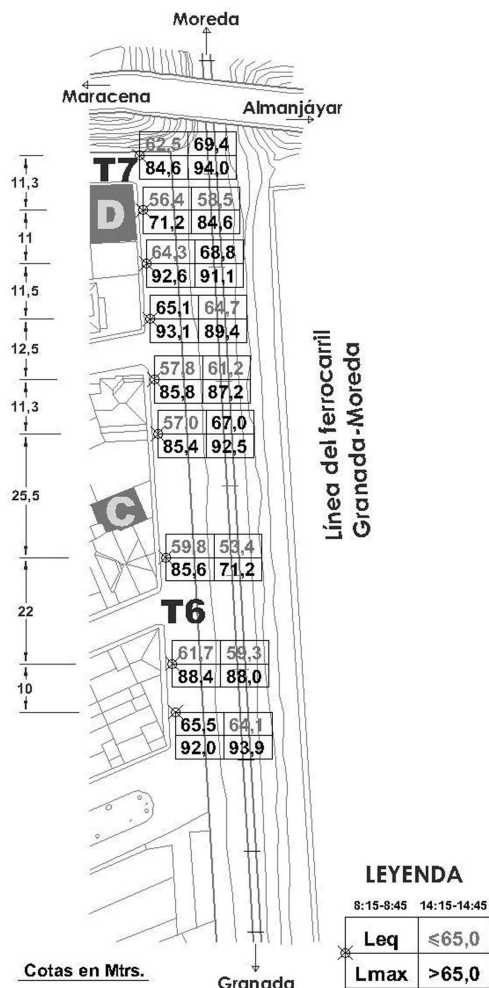 Moreda
Maracena
Almanjáyar
T7
62,5 69,4
84,6 94,0
11,3
D
56,4 58,5
71,2 84,6
11
64,3 68,8
92,6 91,1
11,5
65,1 64,7
93,1 89,4
12,5
57,8 61,2
85,8 87,2
11,3
57,0 67,0
85,4 92,5
Línea del ferrocarril
Granada-Moreda
25,5
C
59,8 53,4
85,6 71,2
22
T6
61,7 59,3
88,4 88,0
10
65,5 64,1
92,0 93,9
LEYENDA
8:15-8:45 14:15-14:45
Leq ≤65,0
Lmax >65,0
Cotas en Mtrs.
Granada